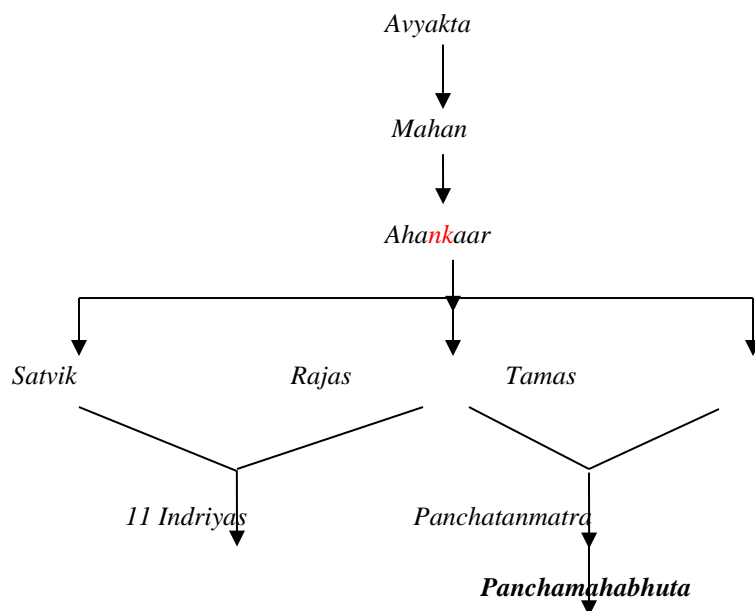 Avyakta
Mahan
Ahankaar
Satvik Rajas Tamas
11 Indriyas Panchatanmatra
Panchamahabhuta